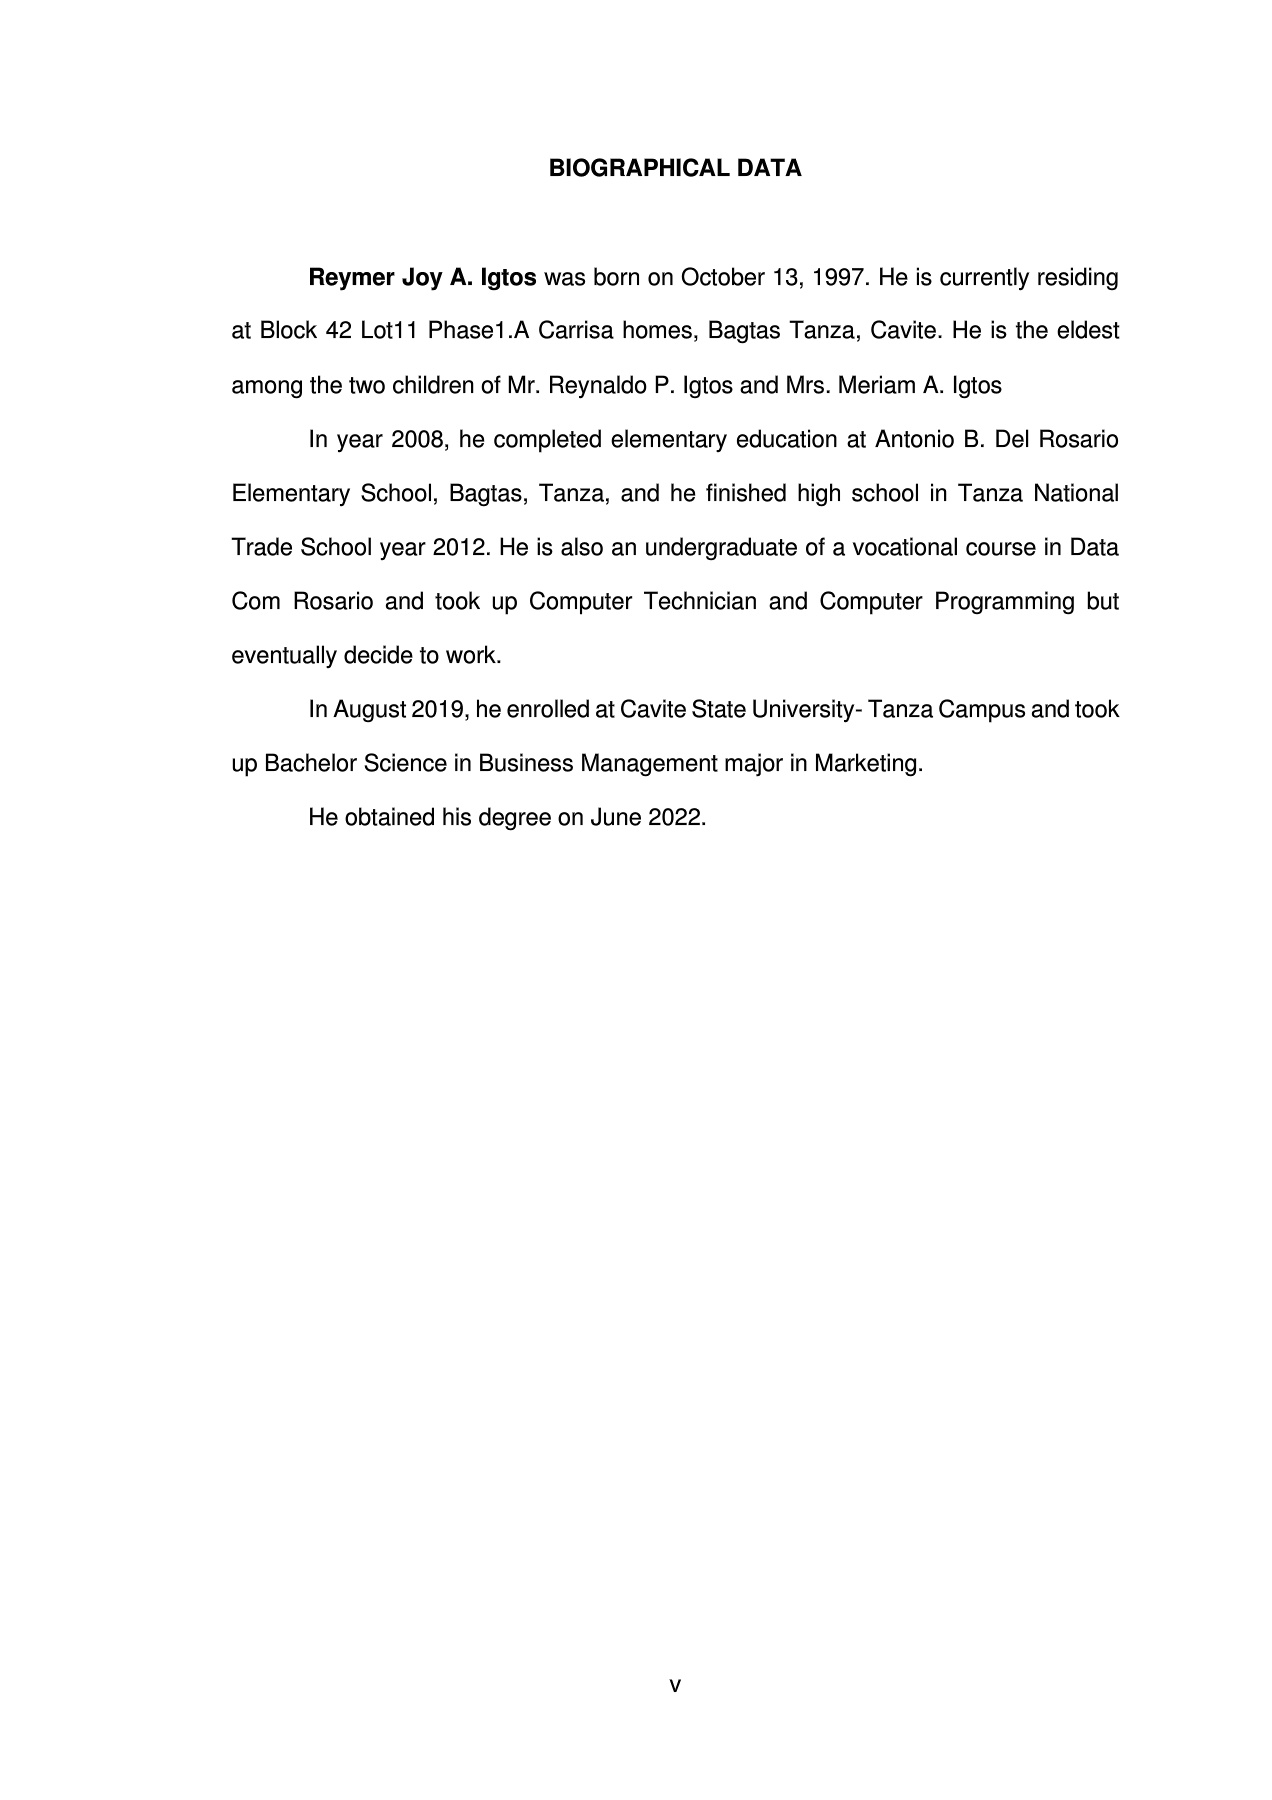 BIOGRAPHICAL DATA
Reymer Joy A. Igtos was born on October 13, 1997. He is currently residing
at Block 42 Lot11 Phase1.A Carrisa homes, Bagtas Tanza, Cavite. He is the eldest
among the two children of Mr. Reynaldo P. Igtos and Mrs. Meriam A. Igtos
In year 2008, he completed elementary education at Antonio B. Del Rosario
Elementary School, Bagtas, Tanza, and he finished high school in Tanza National
Trade School year 2012. He is also an undergraduate of a vocational course in Data
Com Rosario and took up Computer Technician and Computer Programming but
eventually decide to work.
In August 2019, he enrolled at Cavite State University- Tanza Campus and took
up Bachelor Science in Business Management major in Marketing.
He obtained his degree on June 2022.
v